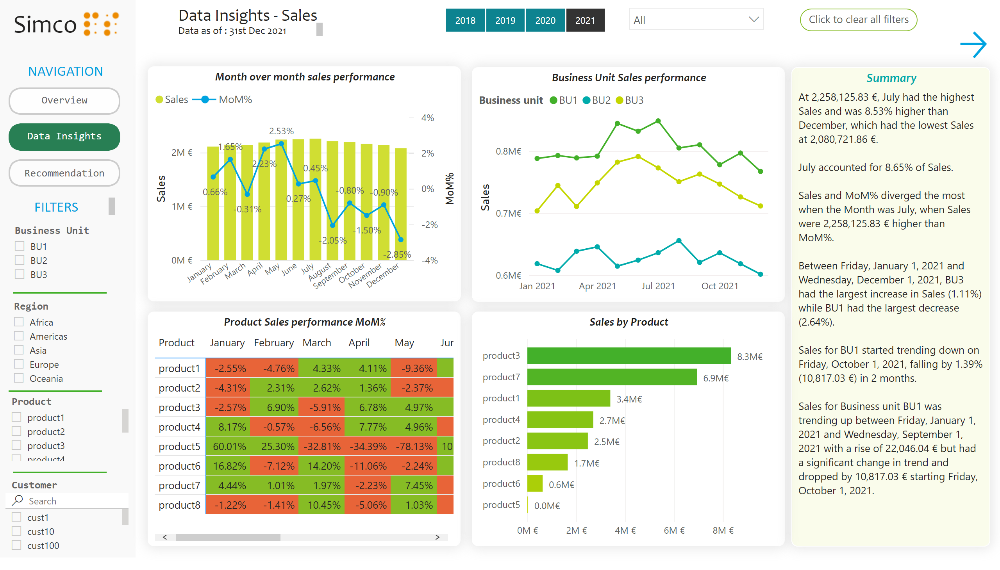 Simco
Data Insights - Sales
Data as of : 31st Dec 2021
2018 2019 2020 2021
All
Click to clear all filters
NAVIGATION
Overview
Data Insights
Recommendation
FILTERS
Business Unit
BU1
BU2
BU3
Region
Africa
Americas
Asia
Europe
Oceania
Product
product1
product2
product3
product4
Customer
Search
cust1
cust10
cust100
Month over month sales performance
Sales MoM%
4%
2.53%
1.65%
2M €
2%
2.23%
0.45%
Sales
MoM%
0.66%
-0.80%
-0.90%
0%
0.27%
1M €
-0.31%
-2%
-1.50%
-2.05%
-2.85%
0M €
-4%
January February March April May June July August September October November December
Business Unit Sales performance
Business unit BU1 BU2 BU3
0.8M€
Sales
0.7M€
0.6M€
Jan 2021 Apr 2021 Jul 2021 Oct 2021
Product Sales performance MoM%
Product January February March April May Jun
product1 -2.55% -4.76% 4.33% 4.11% -9.36%
product2 -4.31% 2.31% 2.62% 1.36% -2.37%
product3 -2.57% 6.90% -5.91% 6.78% 4.97%
product4 8.17% -0.57% -6.56% 7.77% 4.96%
product5 60.01% 25.30% -32.81% -34.39% -78.13% 10
product6 16.82% -7.12% 14.20% -11.06% -2.24%
product7 4.44% 1.01% 1.97% -2.23% 7.45%
product8 -1.22% -1.41% 10.45% -5.06% 1.03%
Sales by Product
product3 8.3M€
product7 6.9M€
product1 3.4M€
product4 2.7M€
product2 2.5M€
product8 1.7M€
product6 0.6M€
product5 0.0M€
0M € 2M € 4M € 6M € 8M €
Summary
At 2,258,125.83 €, July had the highest
Sales and was 8.53% higher than
December, which had the lowest Sales
at 2,080,721.86 €.
July accounted for 8.65% of Sales.
Sales and MoM% diverged the most
when the Month was July, when Sales
were 2,258,125.83 € higher than
MoM%.
Between Friday, January 1, 2021 and
Wednesday, December 1, 2021, BU3
had the largest increase in Sales (1.11%)
while BU1 had the largest decrease
(2.64%).
Sales for BU1 started trending down on
Friday, October 1, 2021, falling by 1.39%
(10,817.03 €) in 2 months.
Sales for Business unit BU1 was
trending up between Friday, January 1,
2021 and Wednesday, September 1,
2021 with a rise of 22,046.04 € but had
a significant change in trend and
dropped by 10,817.03 € starting Friday,
October 1, 2021.